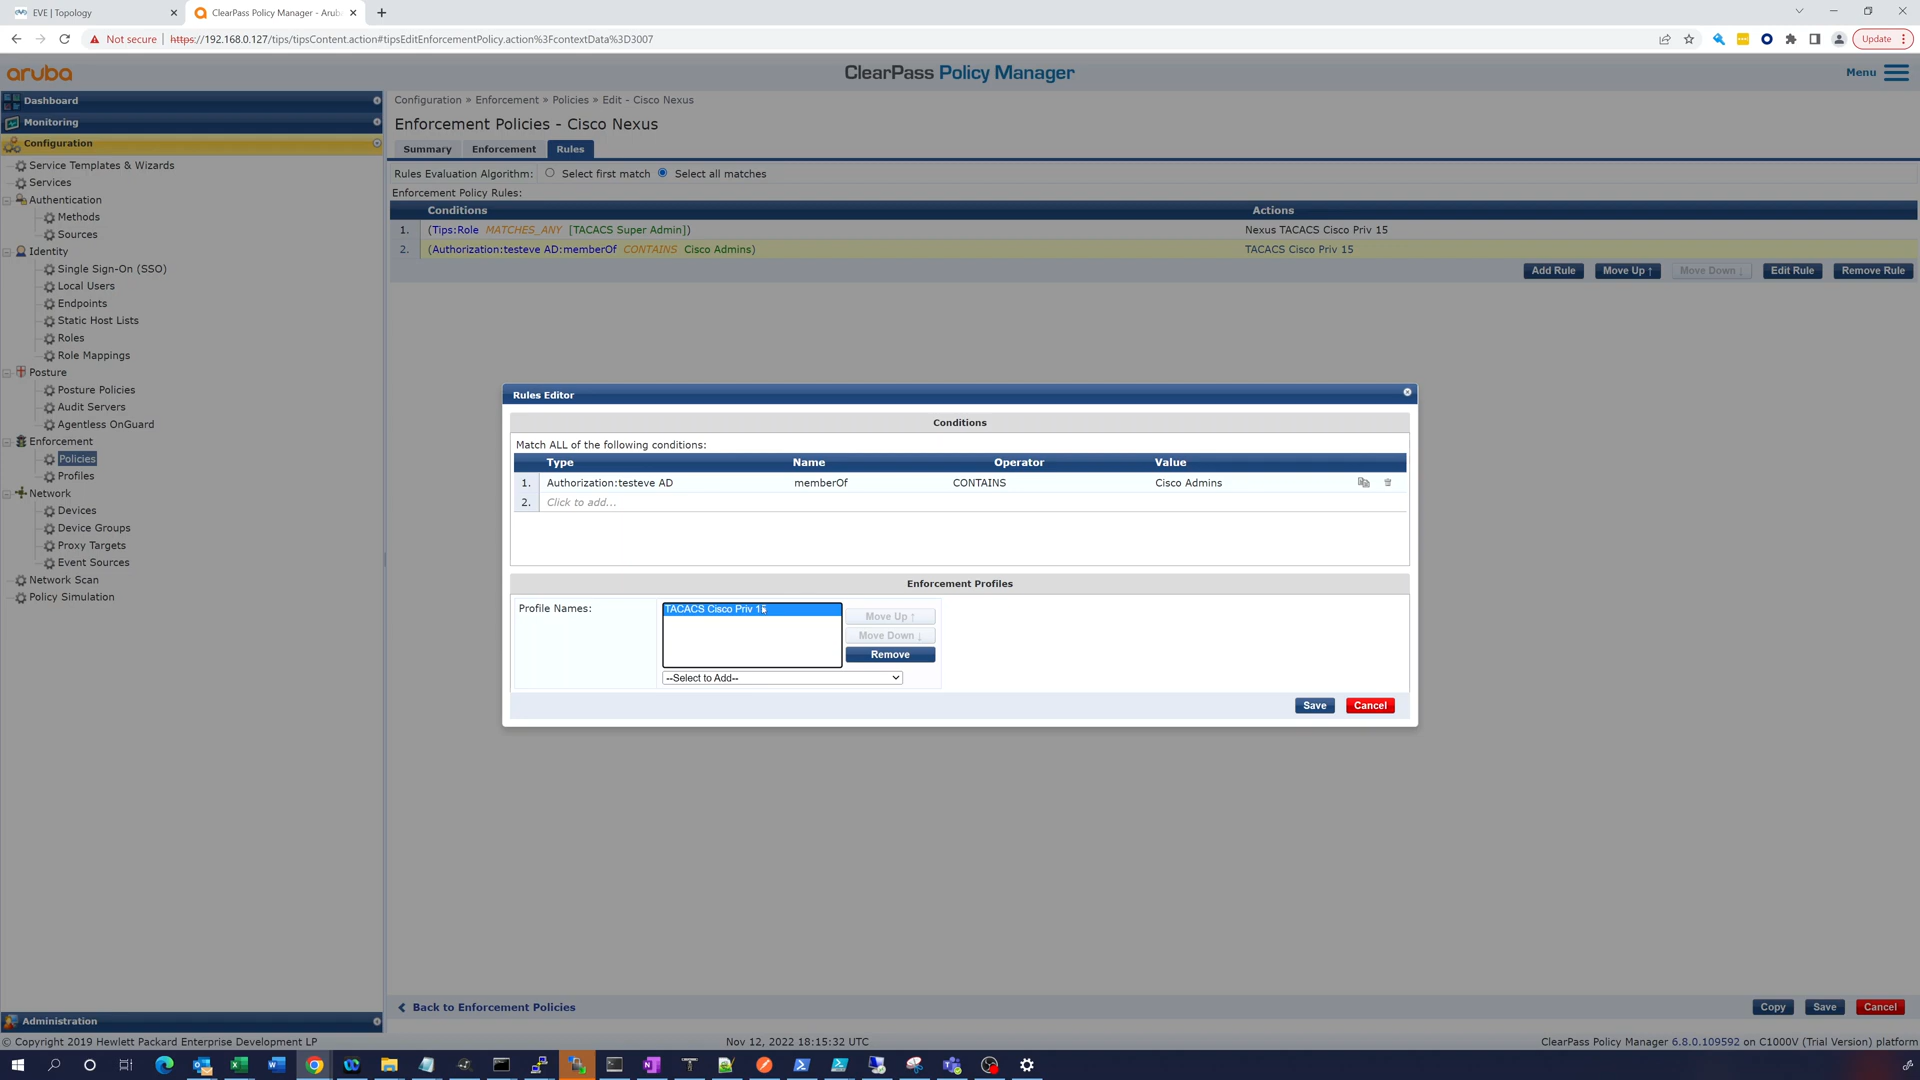 EVE | Topology
ClearPass Policy Manager - Arub
Not secure
https://192.168.0.127/tips/tipsContent.action#tipsEditEnforcementPolicy.action%3FcontextData%3D3007
Update
aruba
ClearPass Policy Manager
Menu
Dashboard
Monitoring
Configuration
Service Templates & Wizards
Services
Authentication
Methods
Sources
Identity
Single Sign-On (SSO)
Local Users
Endpoints
Static Host Lists
Roles
Role Mappings
Posture
Posture Policies
Audit Servers
Agentless OnGuard
Enforcement
Policies
Profiles
Network
Devices
Device Groups
Proxy Targets
Event Sources
Network Scan
Policy Simulation
Administration
Configuration » Enforcement » Policies » Edit - Cisco Nexus
Enforcement Policies - Cisco Nexus
Summary Enforcement Rules
Rules Evaluation Algorithm: Select first match Select all matches
Enforcement Policy Rules:
Conditions Actions
1. (Tips:Role MATCHES_ANY [TACACS Super Admin]) Nexus TACACS Cisco Priv 15
2. (Authorization:testeve AD:memberOf CONTAINS Cisco Admins) TACACS Cisco Priv 15
Add Rule Move Up ↑ Move Down ↓ Edit Rule Remove Rule
Rules Editor
Conditions
Match ALL of the following conditions:
Type Name Operator Value
1. Authorization:testeve AD memberOf CONTAINS Cisco Admins
2. Click to add...
Enforcement Profiles
Profile Names:
TACACS Cisco Priv 15
Move Up ↑
Move Down ↓
Remove
--Select to Add--
Save Cancel
Back to Enforcement Policies
Copy Save Cancel
© Copyright 2019 Hewlett Packard Enterprise Development LP
Nov 12, 2022 18:15:32 UTC
ClearPass Policy Manager 6.8.0.109592 on C1000V (Trial Version) platform